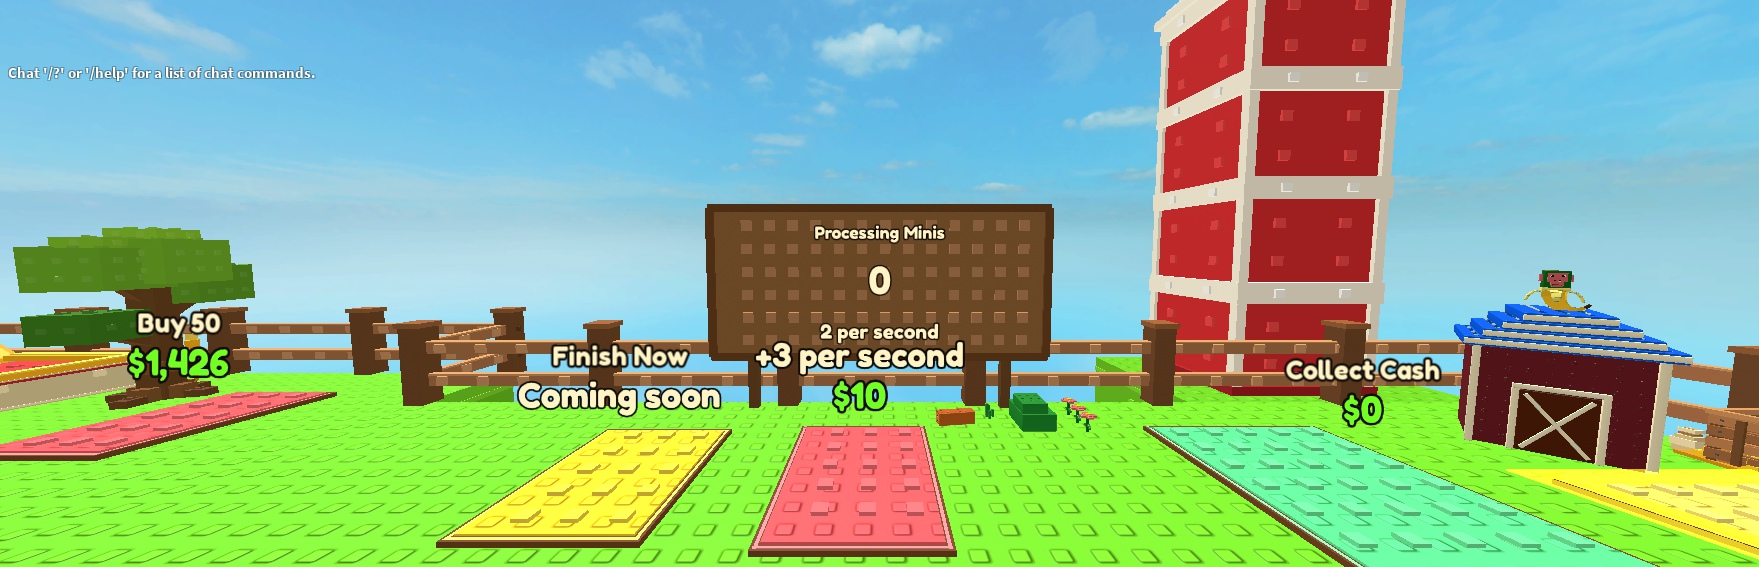 Chat '/?' or '/help' for a list of chat commands.
Processing Minis
0
2 per second
Buy 50
$1,426
Finish Now
Coming soon
+3 per second
$10
Collect Cash
$0